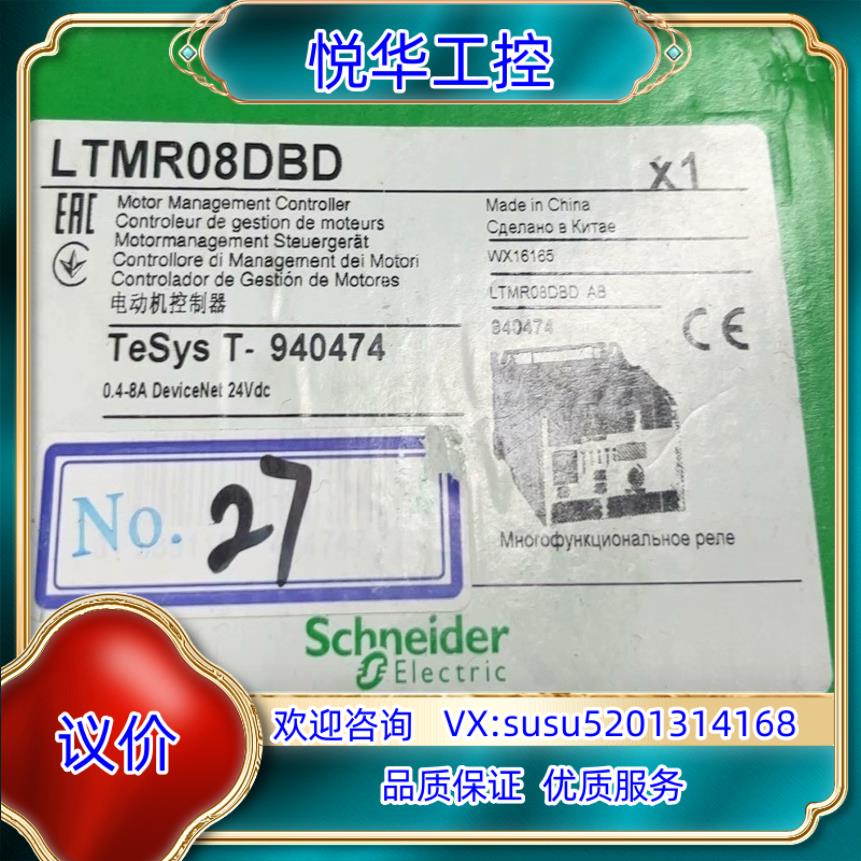 悦华工控
LTMR08DBD
x1
EAC
Motor Management Controller
Controleur de gestion de moteurs
Motormanagement Steuergerät
Controllore di Management dei Motori
Controlador de Gestión de Motores
电动机控制器
TeSys T- 940474
0.4-8A DeviceNet 24Vdc
Made in China
Сделано в Китае
WX16165
LTMR08DBD AB
940474
CE
Многофункциональное реле
No. 27
Schneider
Electric
议价
欢迎咨询 VX:susu5201314168
品质保证 优质服务